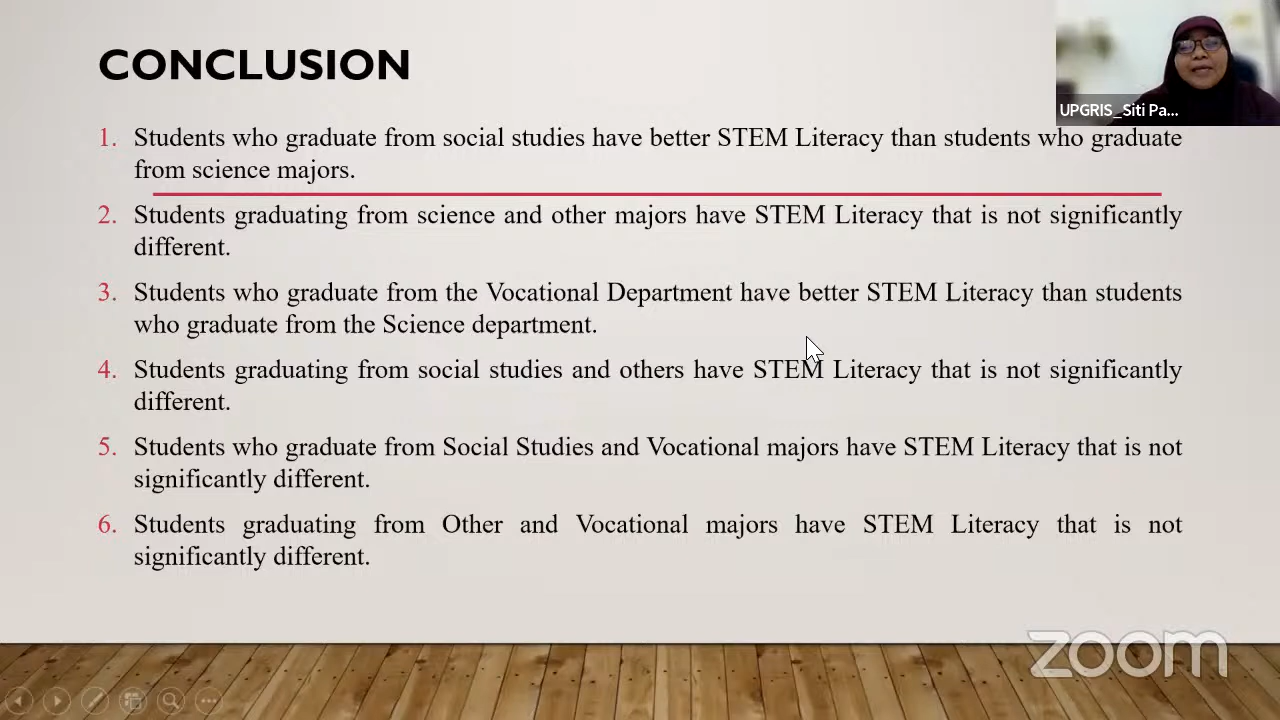 CONCLUSION
UPGRIS_Siti Pa...
1. Students who graduate from social studies have better STEM Literacy than students who graduate
from science majors.
2. Students graduating from science and other majors have STEM Literacy that is not significantly
different.
3. Students who graduate from the Vocational Department have better STEM Literacy than students
who graduate from the Science department.
4. Students graduating from social studies and others have STEM Literacy that is not significantly
different.
5. Students who graduate from Social Studies and Vocational majors have STEM Literacy that is not
significantly different.
6. Students graduating from Other and Vocational majors have STEM Literacy that is not
significantly different.
zoom